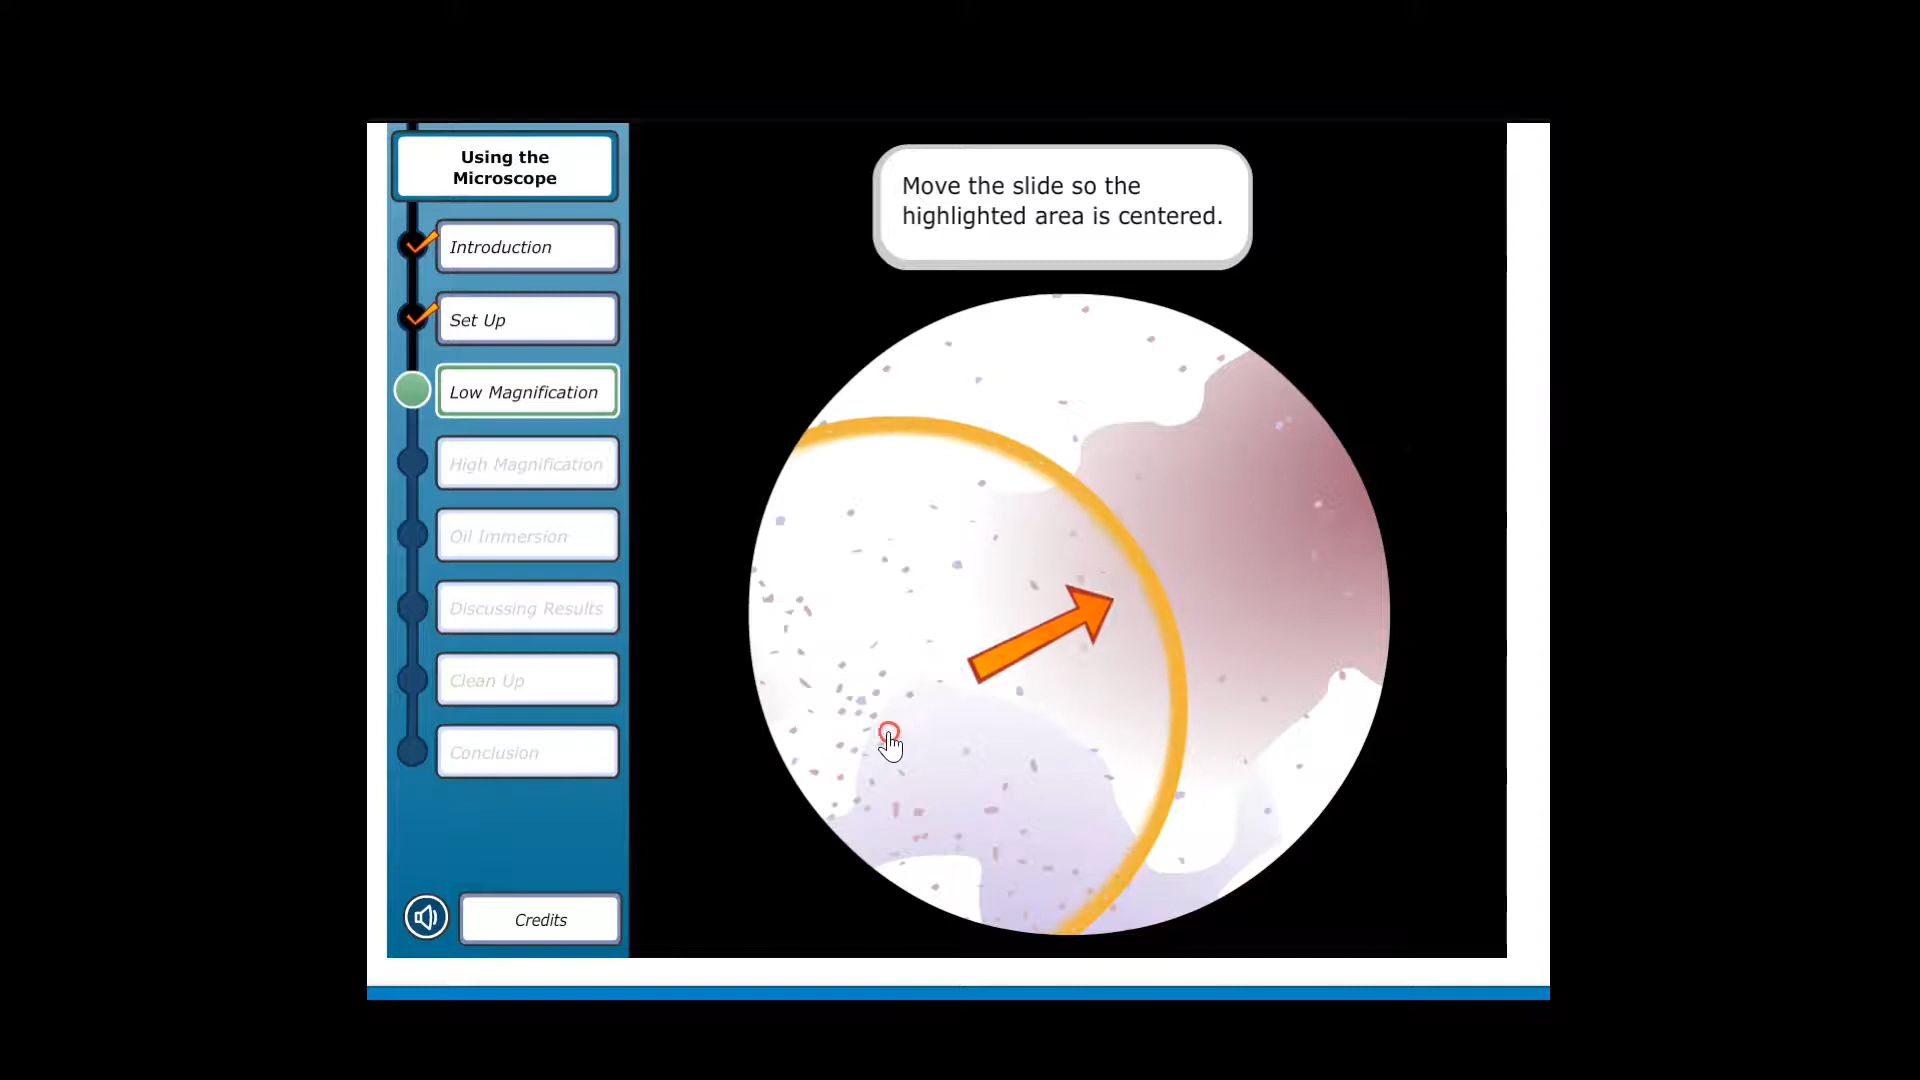 Using the
Microscope
Introduction
Set Up
Low Magnification
High Magnification
Oil Immersion
Discussing Results
Clean Up
Conclusion
Credits
Move the slide so the
highlighted area is centered.